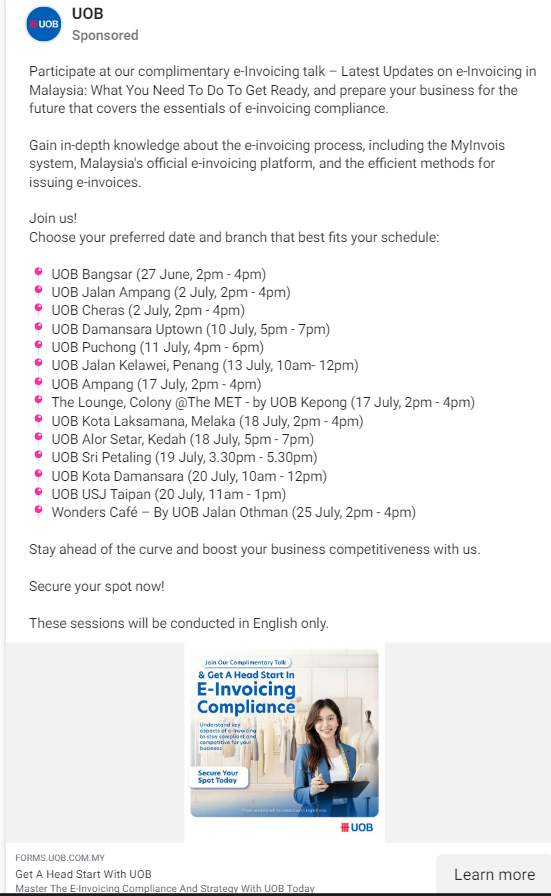 UOB
UOB
Sponsored
Participate at our complimentary e-Invoicing talk – Latest Updates on e-Invoicing in
Malaysia: What You Need To Do To Get Ready, and prepare your business for the
future that covers the essentials of e-invoicing compliance.
Gain in-depth knowledge about the e-invoicing process, including the MyInvois
system, Malaysia's official e-invoicing platform, and the efficient methods for
issuing e-invoices.
Join us!
Choose your preferred date and branch that best fits your schedule:
UOB Bangsar (27 June, 2pm - 4pm)
UOB Jalan Ampang (2 July, 2pm - 4pm)
UOB Cheras (2 July, 2pm - 4pm)
UOB Damansara Uptown (10 July, 5pm - 7pm)
UOB Puchong (11 July, 4pm - 6pm)
UOB Jalan Kelawei, Penang (13 July, 10am- 12pm)
UOB Ampang (17 July, 2pm - 4pm)
The Lounge, Colony @The MET - by UOB Kepong (17 July, 2pm - 4pm)
UOB Kota Laksamana, Melaka (18 July, 2pm - 4pm)
UOB Alor Setar, Kedah (18 July, 5pm - 7pm)
UOB Sri Petaling (19 July, 3.30pm - 5.30pm)
UOB Kota Damansara (20 July, 10am - 12pm)
UOB USJ Taipan (20 July, 11am - 1pm)
Wonders Café – By UOB Jalan Othman (25 July, 2pm - 4pm)
Stay ahead of the curve and boost your business competitiveness with us.
Secure your spot now!
These sessions will be conducted in English only.
Join Our Complimentary Talk
& Get A Head Start In
E-Invoicing
Compliance
Understand key
aspects of e-invoicing
to stay compliant and
competitive for your
business
Secure Your
Spot Today
These sessions will be conducted in English only
UOB
FORMS.UOB.COM.MY
Get A Head Start With UOB
Master The E-Invoicing Compliance And Strategy With UOB Today
Learn more